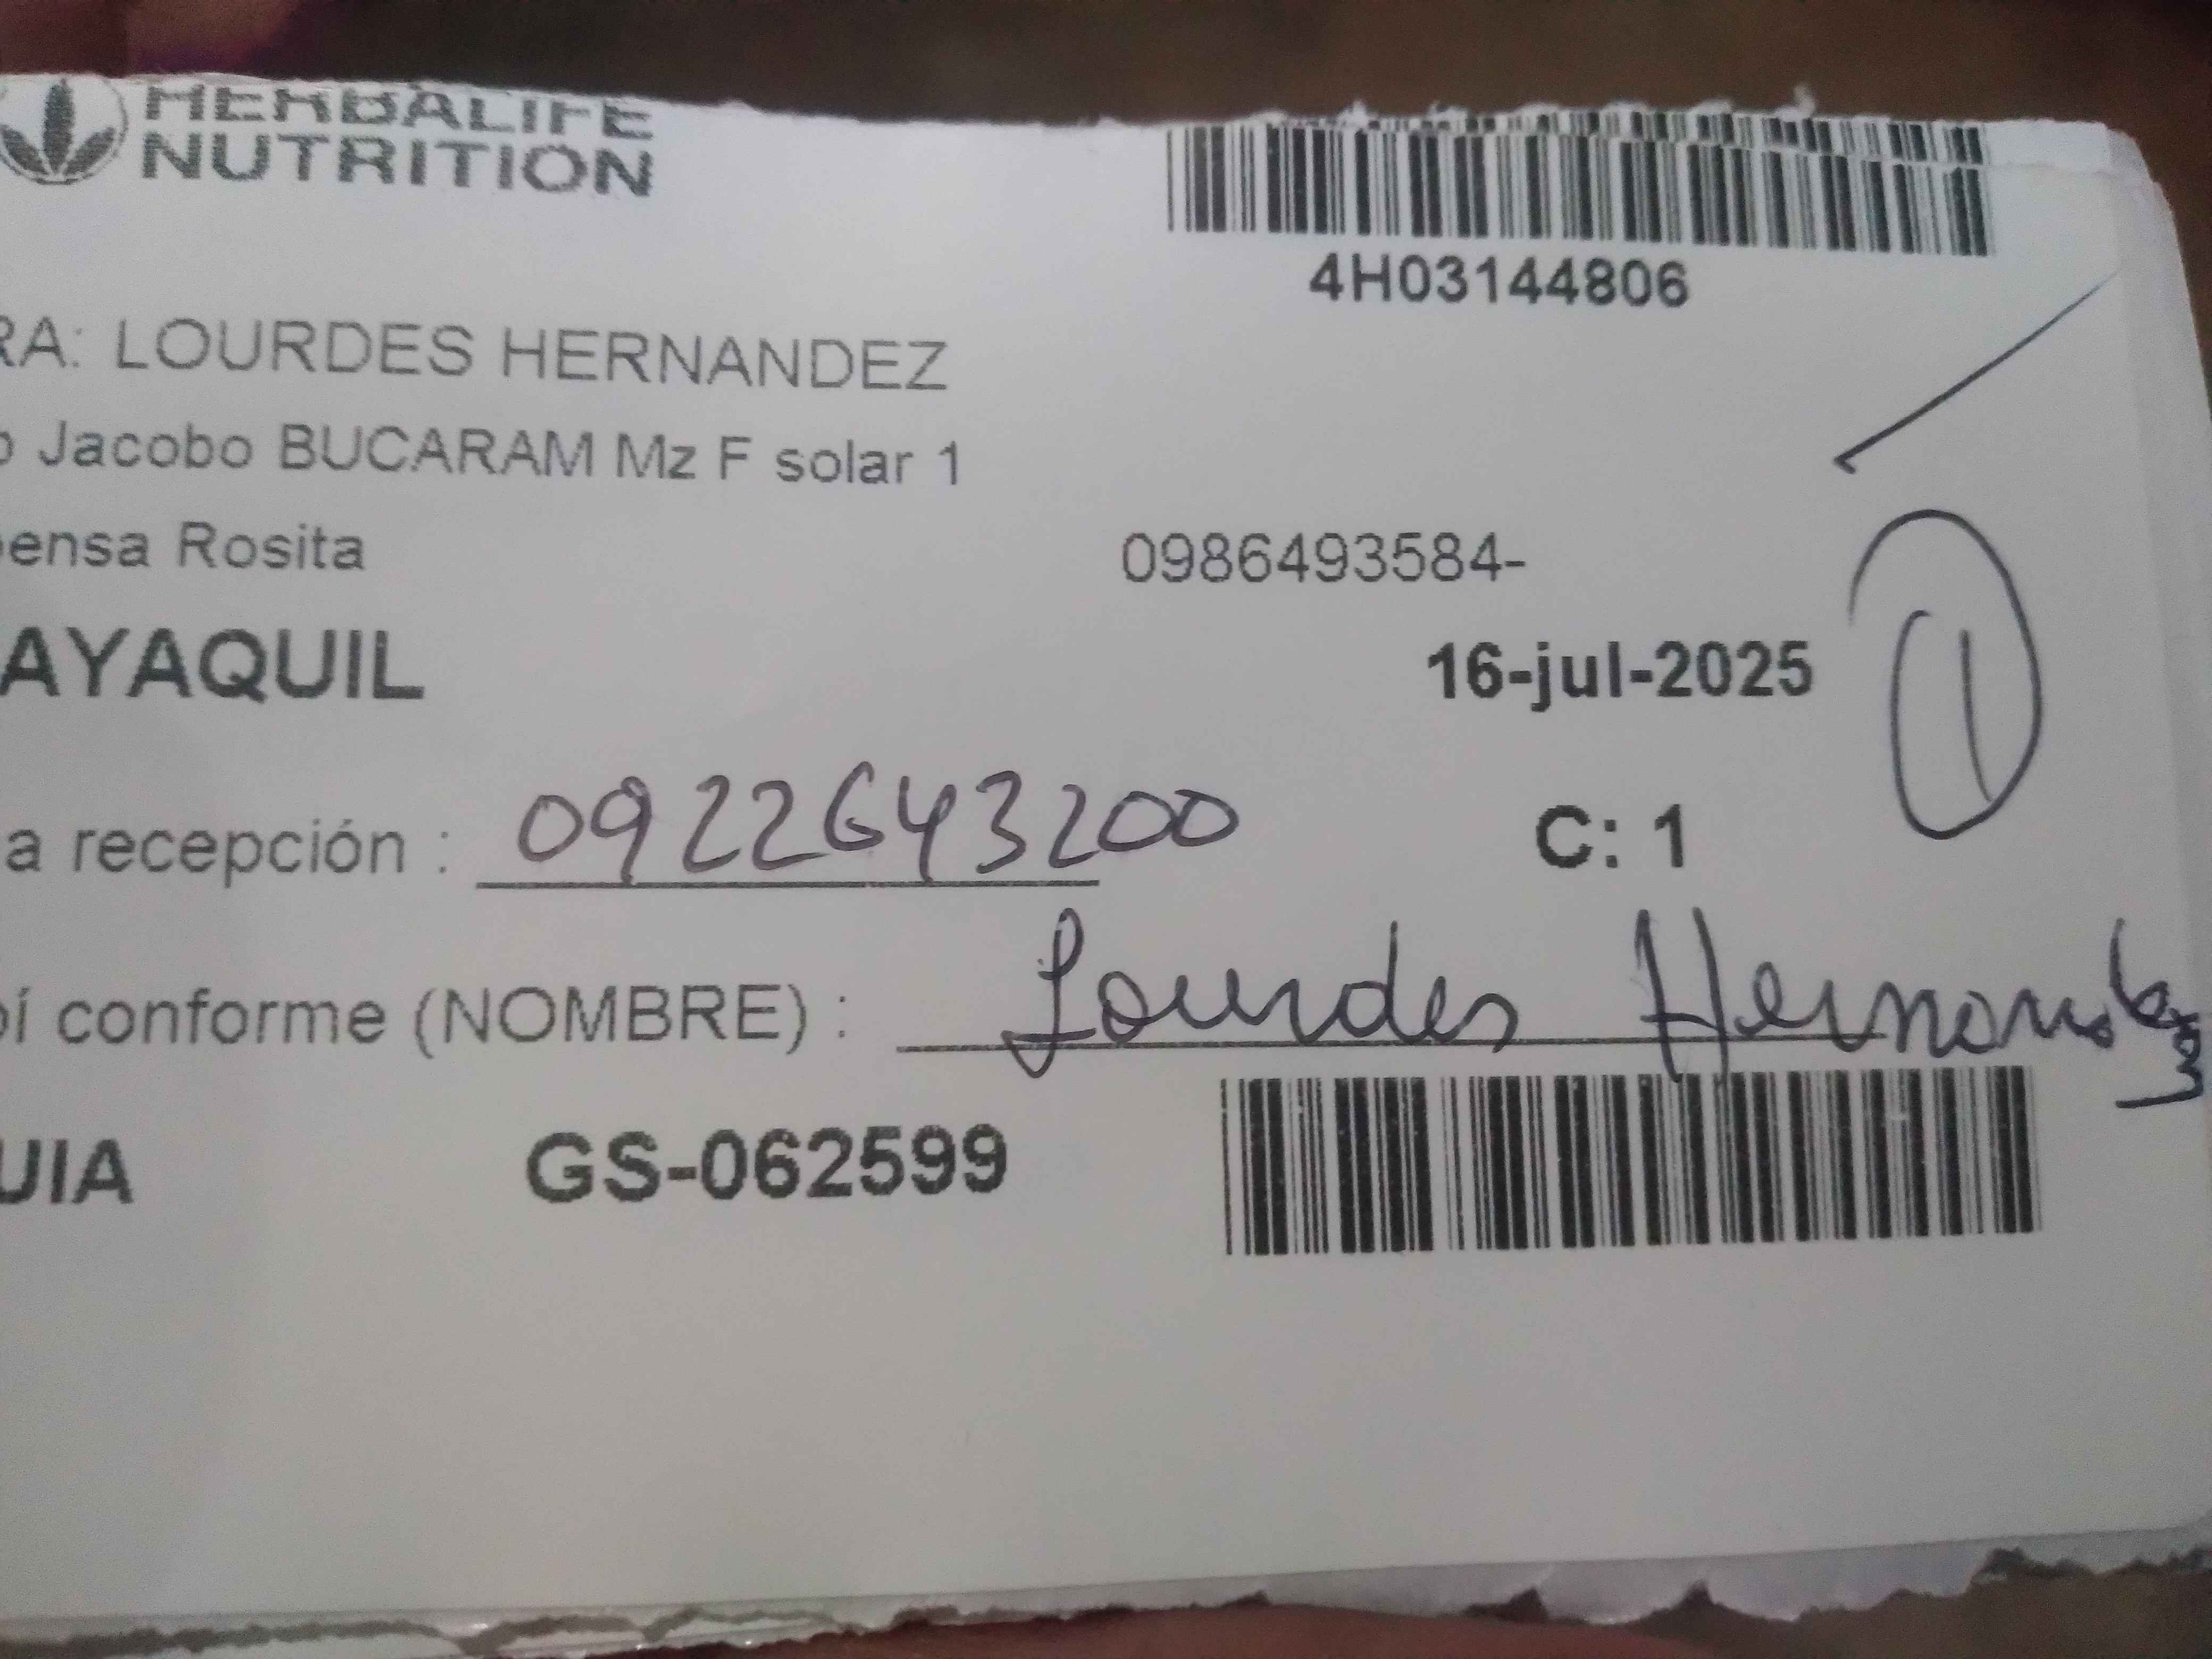 HERBALIFE
NUTRITION
4H03144806
RA: LOURDES HERNANDEZ
o Jacobo BUCARAM Mz F solar 1
ensa Rosita
0986493584-
AYAQUIL
16-jul-2025
1
a recepción : 0922643200
C: 1
í conforme (NOMBRE) : Lourdes Hernandez
UIA
GS-062599